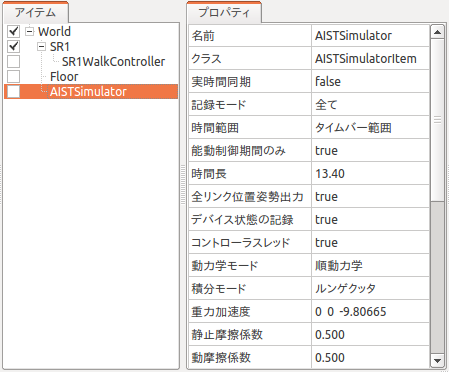 アイテム
World
SR1
SR1WalkController
Floor
AISTSimulator
プロパティ
名前 AISTSimulator
クラス AISTSimulatorItem
実時間同期 false
記録モード 全て
時間範囲 タイムバー範囲
能動制御期間のみ true
時間長 13.40
全リンク位置姿勢出力 true
デバイス状態の記録 true
コントローラスレッド true
動力学モード 順動力学
積分モード ルンゲクッタ
重力加速度 0 0 -9.80665
静止摩擦係数 0.500
動摩擦係数 0.500